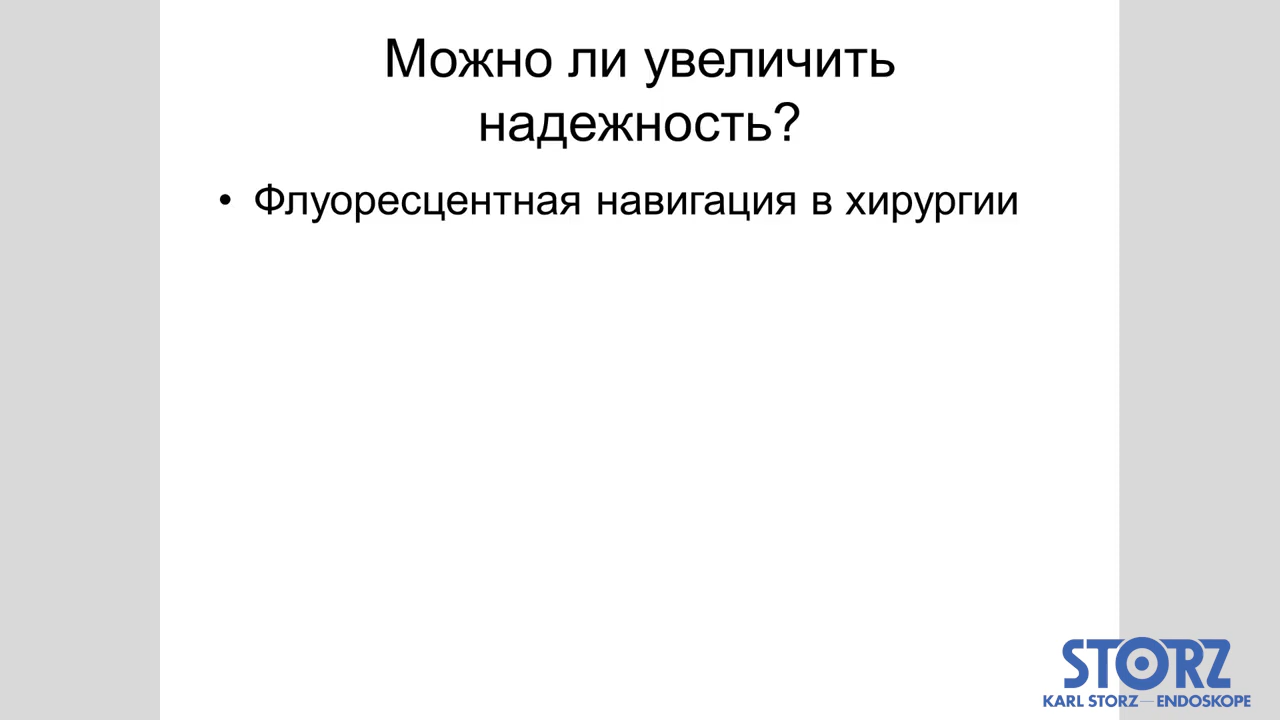 Можно ли увеличить
надежность?
• Флуоресцентная навигация в хирургии
STORZ
KARL STORZ—ENDOSKOPE